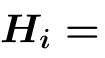 H_i =